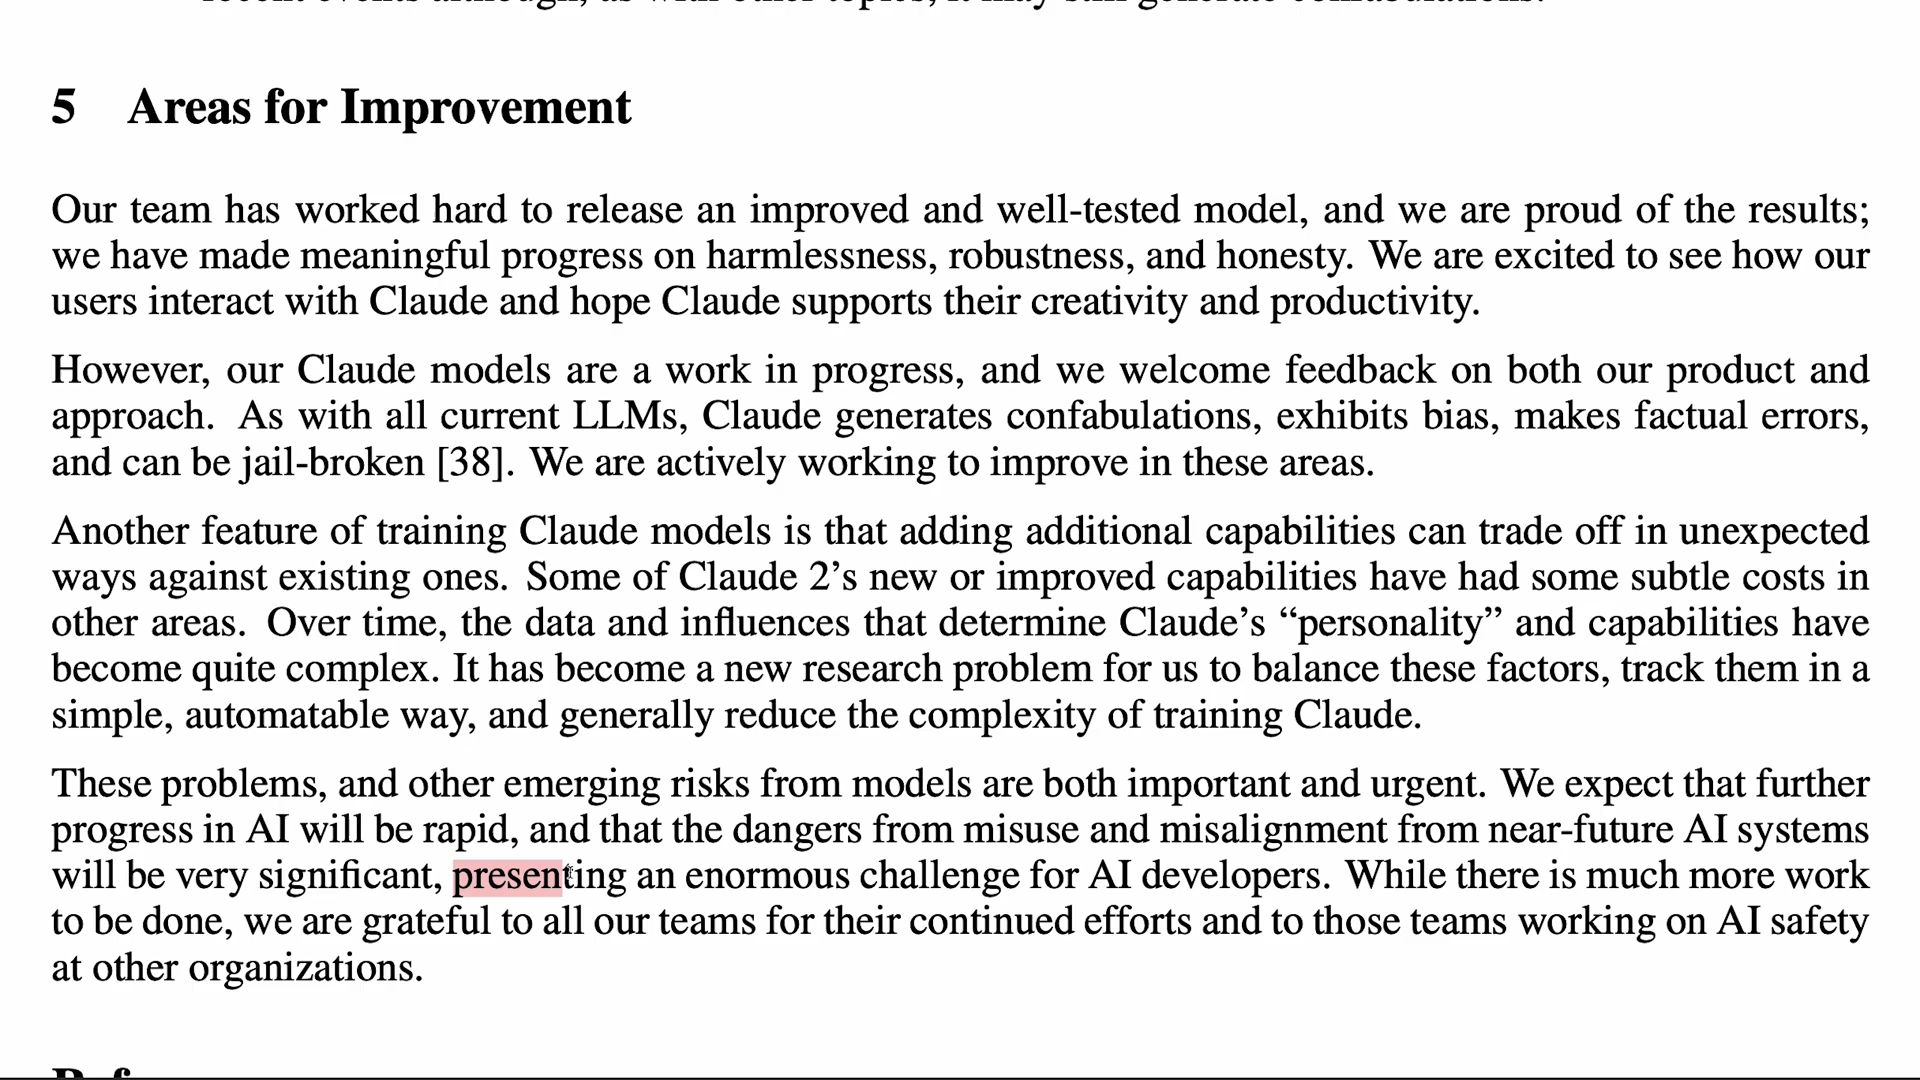 recent events although, as with other topics, it may still generate confabulations.
5 Areas for Improvement
Our team has worked hard to release an improved and well-tested model, and we are proud of the results;
we have made meaningful progress on harmlessness, robustness, and honesty. We are excited to see how our
users interact with Claude and hope Claude supports their creativity and productivity.
However, our Claude models are a work in progress, and we welcome feedback on both our product and
approach. As with all current LLMs, Claude generates confabulations, exhibits bias, makes factual errors,
and can be jail-broken [38]. We are actively working to improve in these areas.
Another feature of training Claude models is that adding additional capabilities can trade off in unexpected
ways against existing ones. Some of Claude 2’s new or improved capabilities have had some subtle costs in
other areas. Over time, the data and influences that determine Claude’s “personality” and capabilities have
become quite complex. It has become a new research problem for us to balance these factors, track them in a
simple, automatable way, and generally reduce the complexity of training Claude.
These problems, and other emerging risks from models are both important and urgent. We expect that further
progress in AI will be rapid, and that the dangers from misuse and misalignment from near-future AI systems
will be very significant, presenting an enormous challenge for AI developers. While there is much more work
to be done, we are grateful to all our teams for their continued efforts and to those teams working on AI safety
at other organizations.